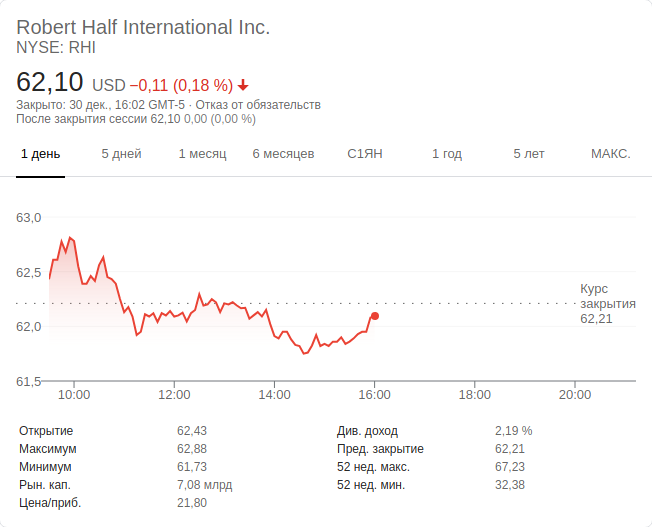 Robert Half International Inc.
NYSE: RHI
62,10 USD −0,11 (0,18 %)
Закрыто: 30 дек., 16:02 GMT-5 · Отказ от обязательств
После закрытия сессии 62,10 0,00 (0,00 %)
1 день 5 дней 1 месяц 6 месяцев С1ЯН 1 год 5 лет МАКС.
63,0
62,5
Курс
закрытия
62,21
62,0
61,5
10:00 12:00 14:00 16:00 18:00 20:00
Открытие 62,43 Див. доход 2,19 %
Максимум 62,88 Пред. закрытие 62,21
Минимум 61,73 52 нед. макс. 67,23
Рын. кап. 7,08 млрд 52 нед. мин. 32,38
Цена/приб. 21,80